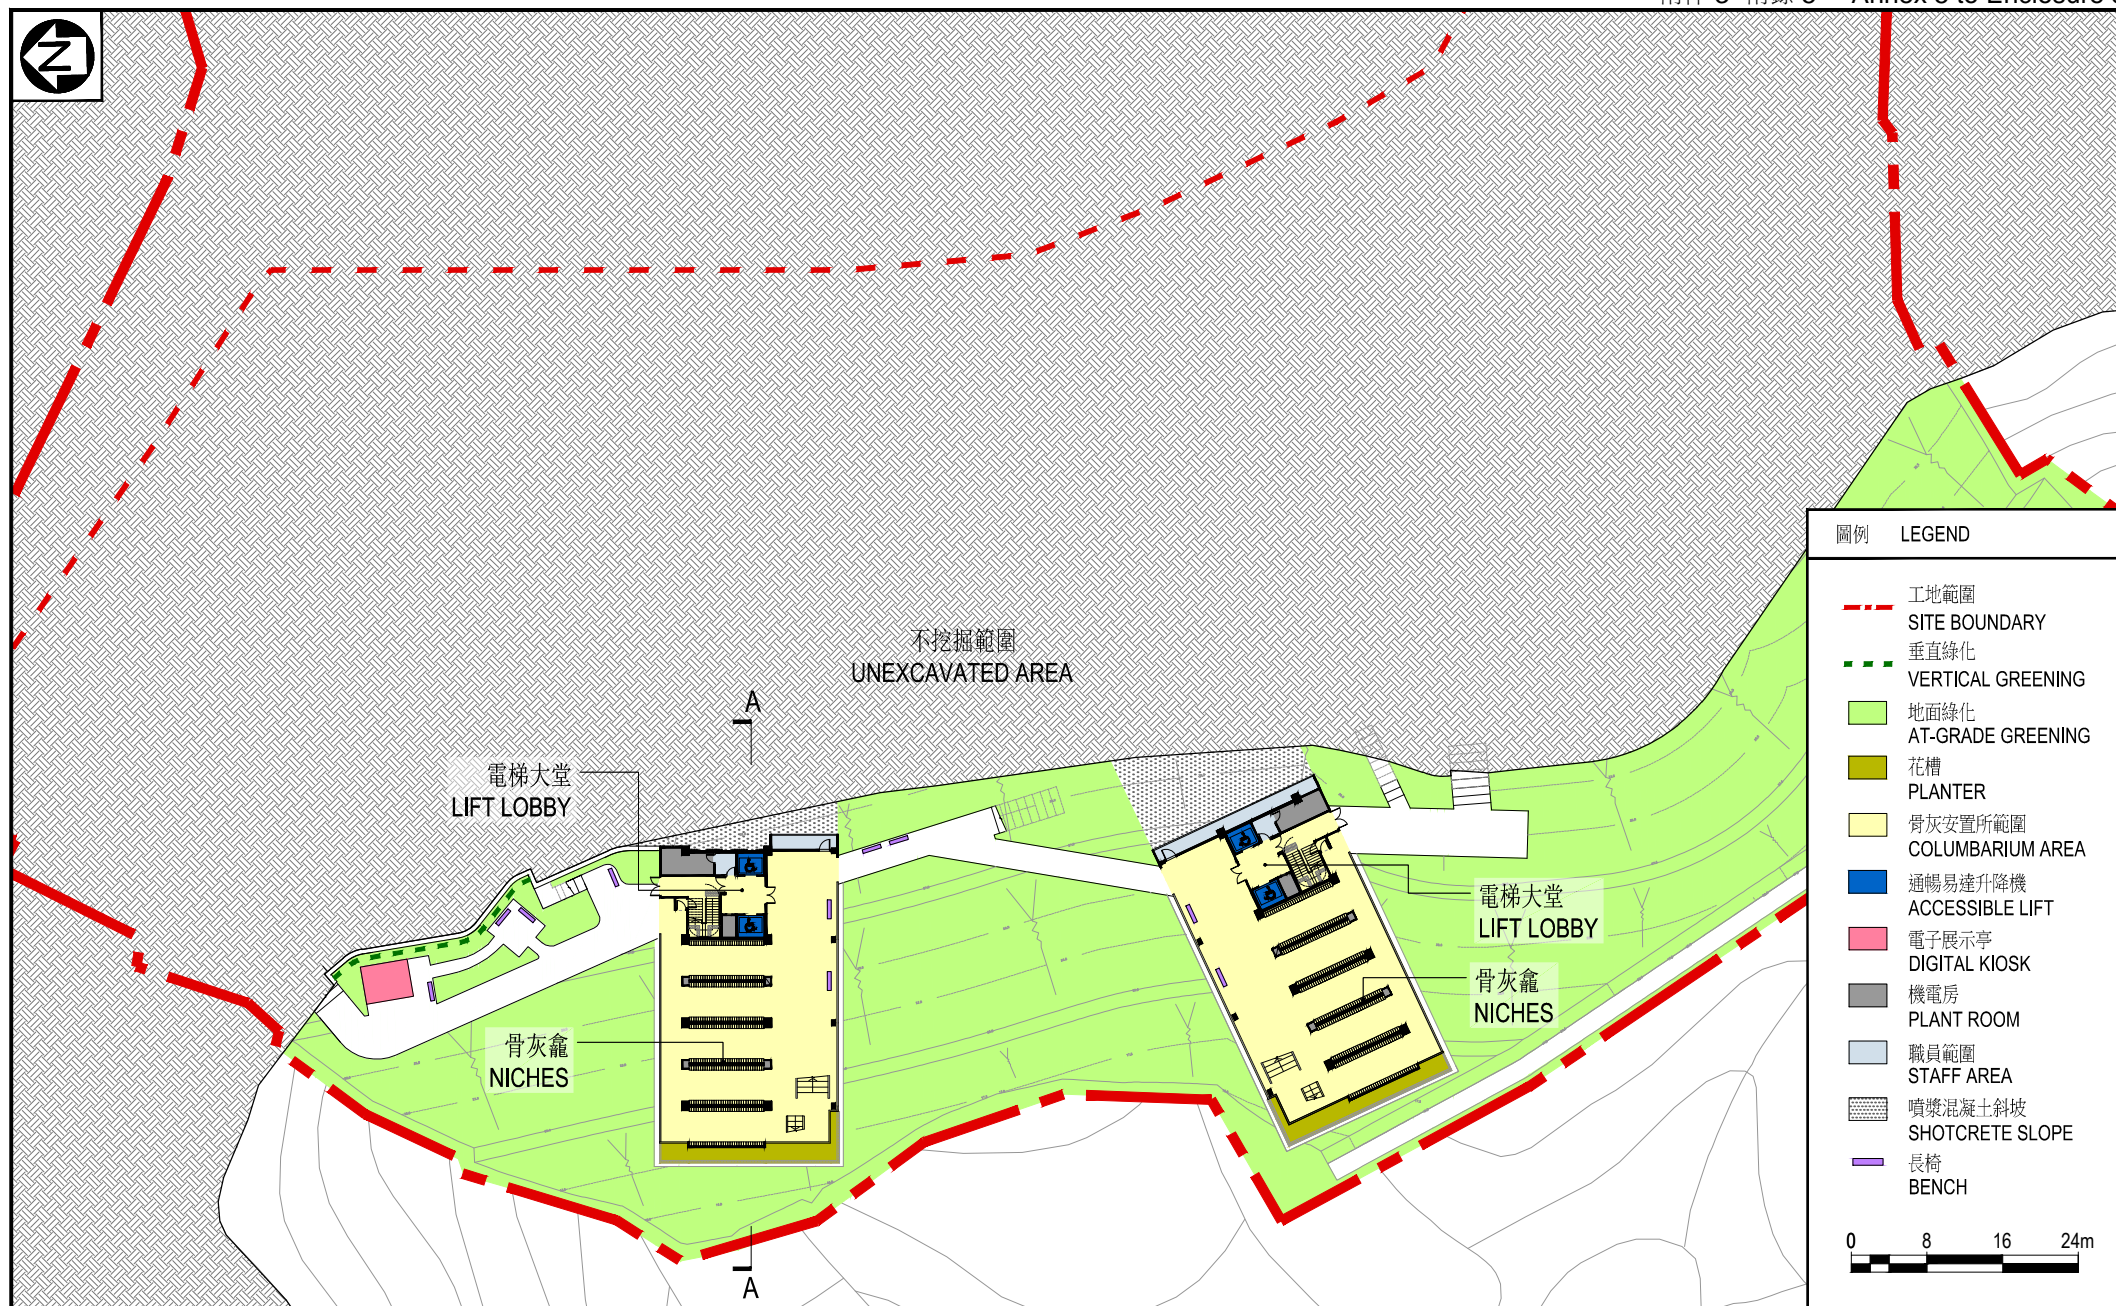 Annex 3 to Enclosure
N
不挖掘範圍
UNEXCAVATED AREA
A
電梯大堂
LIFT LOBBY
骨灰龕
NICHES
A
電梯大堂
LIFT LOBBY
骨灰龕
NICHES
圖例 LEGEND
工地範圍
SITE BOUNDARY
垂直綠化
VERTICAL GREENING
地面綠化
AT-GRADE GREENING
花槽
PLANTER
骨灰安置所範圍
COLUMBARIUM AREA
通暢易達升降機
ACCESSIBLE LIFT
電子展示亭
DIGITAL KIOSK
機電房
PLANT ROOM
職員範圍
STAFF AREA
噴漿混凝土斜坡
SHOTCRETE SLOPE
長椅
BENCH
0 8 16 24m